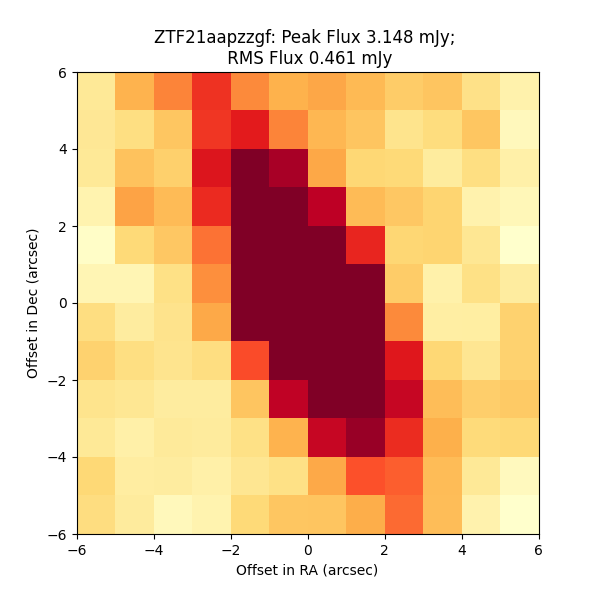 ZTF21aapzzgf: Peak Flux 3.148 mJy;
RMS Flux 0.461 mJy
6
4
2
0
−2
−4
−6
Offset in Dec (arcsec)
−6 −4 −2 0 2 4 6
Offset in RA (arcsec)